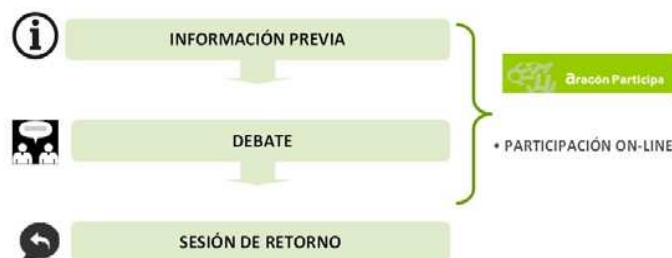 INFORMACIÓN PREVIA
aragón Participa
DEBATE
• PARTICIPACIÓN ON-LINE
SESIÓN DE RETORNO